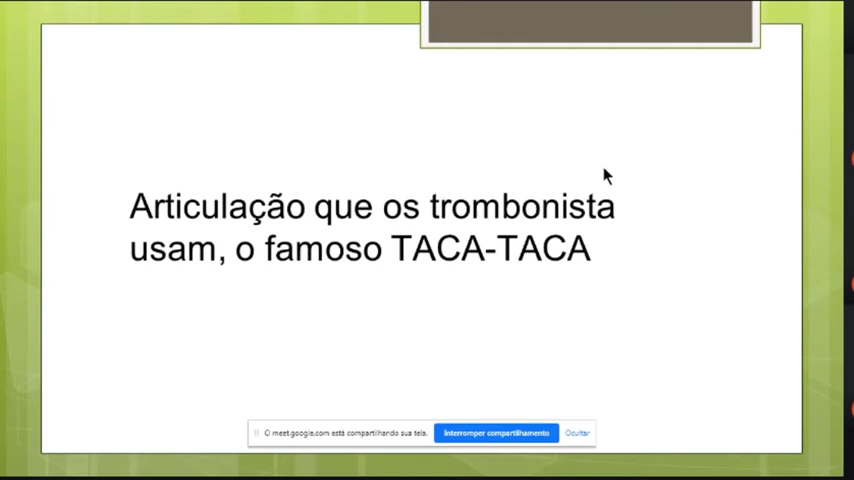 Articulação que os trombonista
usam, o famoso TACA-TACA
O meet.google.com está compartilhando sua tela. Interromper compartilhamento Ocultar